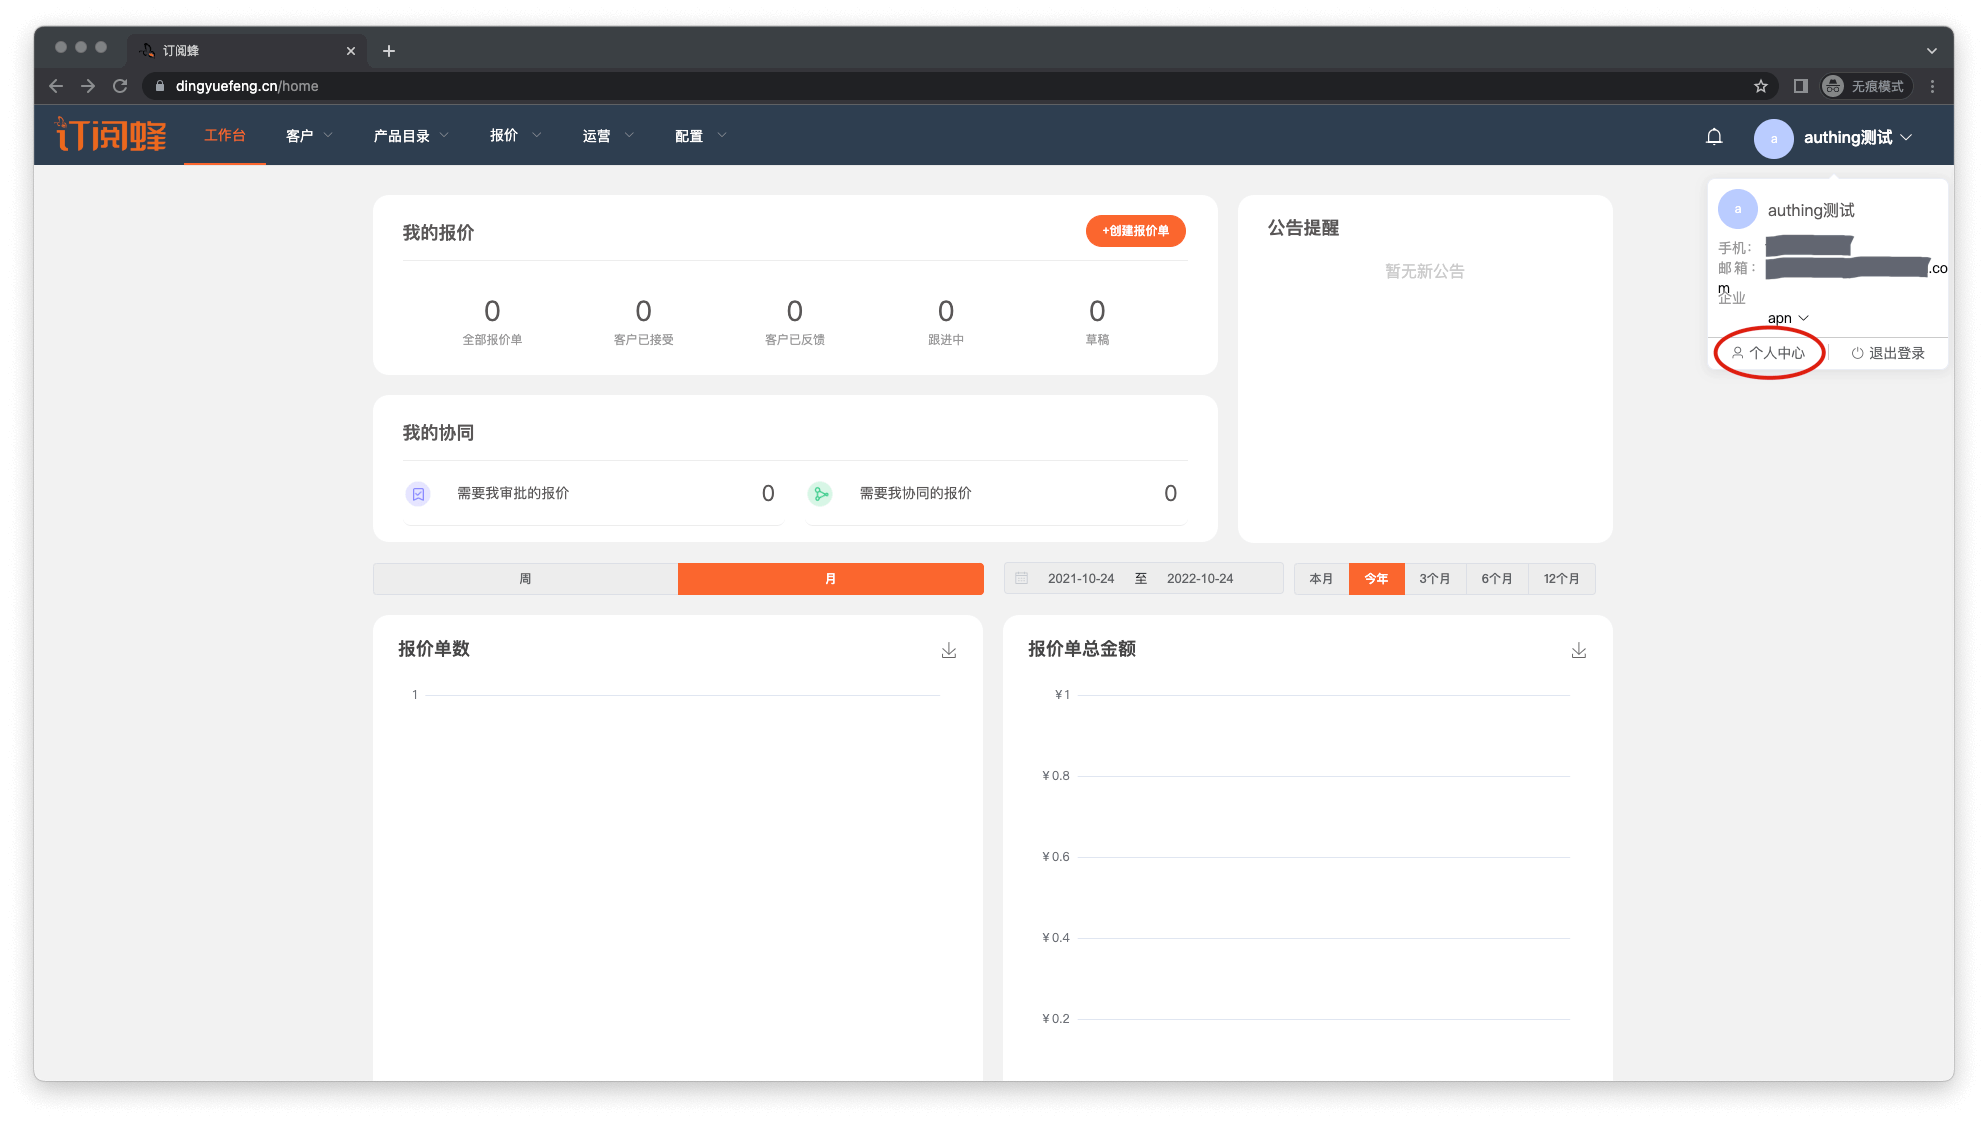 订阅蜂
dingyuefeng.cn/home
无痕模式
订阅蜂
工作台
客户
产品目录
报价
运营
配置
a
authing测试
a
authing测试
手机：
邮箱：
.co
m
企业
apn
个人中心
退出登录
我的报价
+创建报价单
0
0
0
0
0
全部报价单
客户已接受
客户已反馈
跟进中
草稿
公告提醒
暂无新公告
我的协同
需要我审批的报价
0
需要我协同的报价
0
周
月
2021-10-24
至
2022-10-24
本月
今年
3个月
6个月
12个月
报价单数
1
报价单总金额
¥1
¥0.8
¥0.6
¥0.4
¥0.2